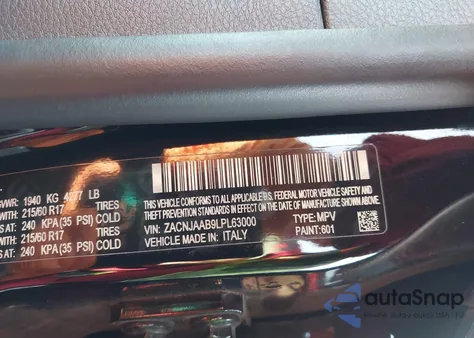 GVWR: 1940 KG 4277 LB
WITH 215/60 R17 TIRES
AT 240 KPA (35 PSI) COLD
WITH 215/60 R17 TIRES
AT 240 KPA (35 PSI) COLD
THIS VEHICLE CONFORMS TO ALL APPLICABLE U.S. FEDERAL MOTOR VEHICLE SAFETY
AND THEFT PREVENTION STANDARDS IN EFFECT ON THE DATE OF MANUFACTURE SHOWN ABOVE.
VIN: ZACNJAAB9LPL63000
VEHICLE MADE IN: ITALY
TYPE: MPV
PAINT: 601
autoSnap